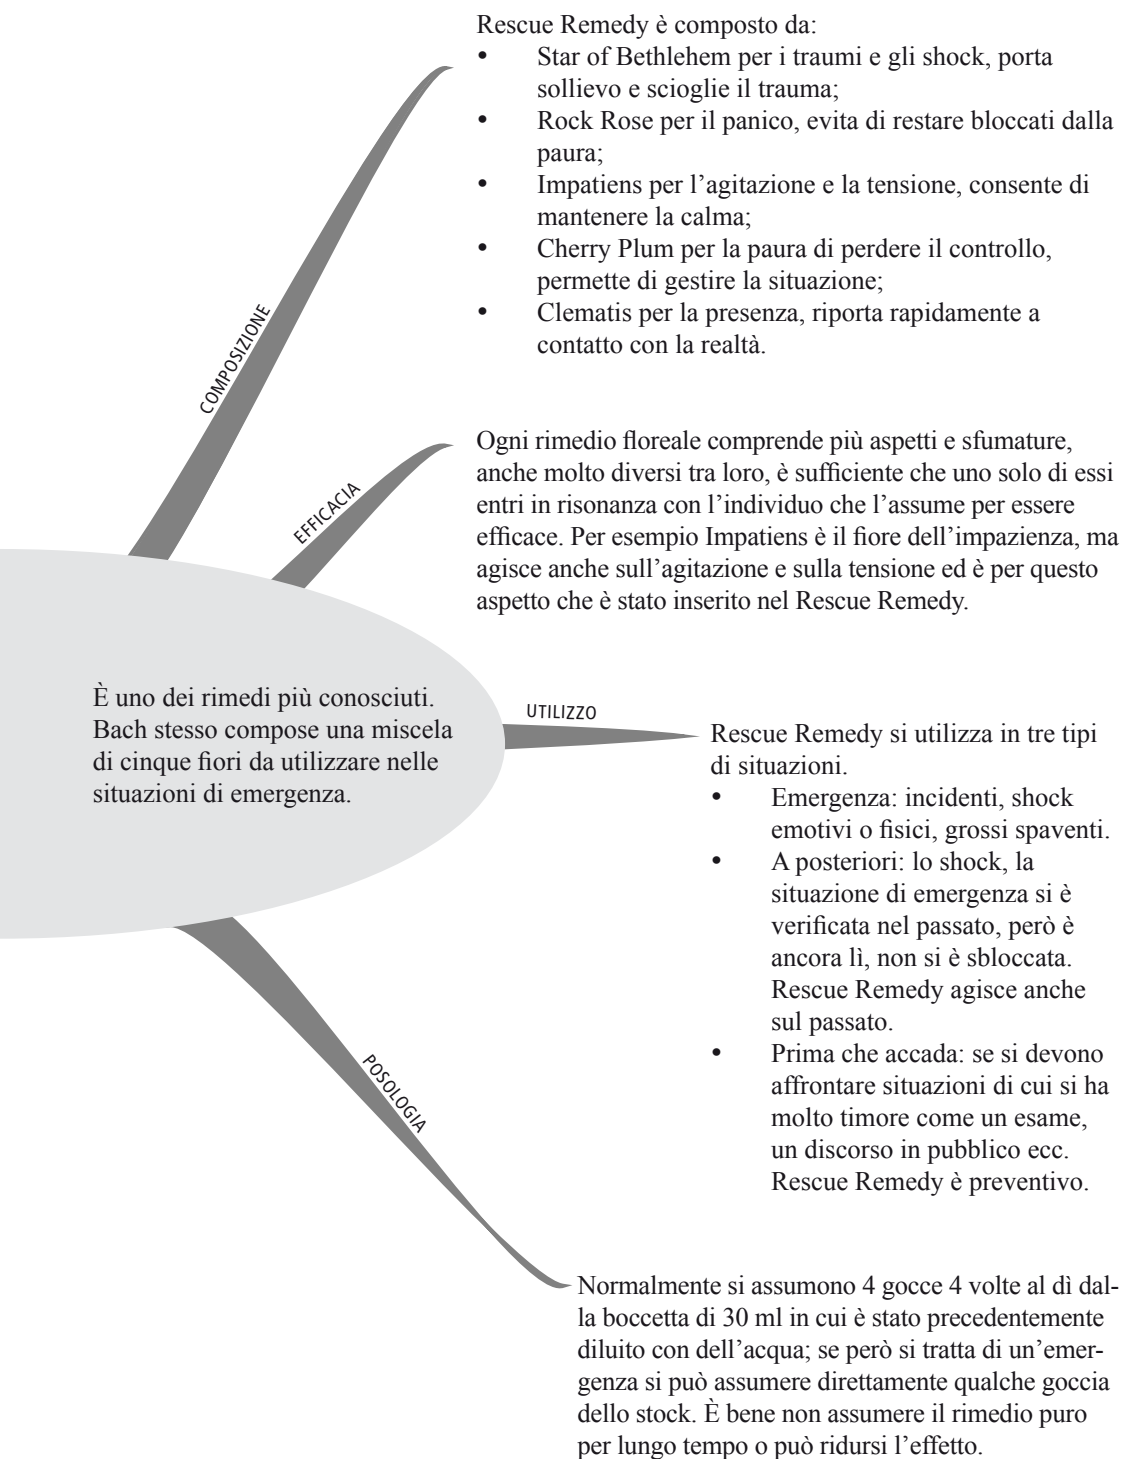 Rescue Remedy è composto da:
• Star of Bethlehem per i traumi e gli shock, porta
sollievo e scioglie il trauma;
• Rock Rose per il panico, evita di restare bloccati dalla
paura;
• Impatiens per l’agitazione e la tensione, consente di
mantenere la calma;
• Cherry Plum per la paura di perdere il controllo,
permette di gestire la situazione;
• Clematis per la presenza, riporta rapidamente a
contatto con la realtà.
COMPOSIZIONE
Ogni rimedio floreale comprende più aspetti e sfumature,
anche molto diversi tra loro, è sufficiente che uno solo di essi
entri in risonanza con l’individuo che l’assume per essere
efficace. Per esempio Impatiens è il fiore dell’impazienza, ma
agisce anche sull’agitazione e sulla tensione ed è per questo
aspetto che è stato inserito nel Rescue Remedy.
EFFICACIA
È uno dei rimedi più conosciuti.
Bach stesso compose una miscela
di cinque fiori da utilizzare nelle
situazioni di emergenza.
UTILIZZO
Rescue Remedy si utilizza in tre tipi
di situazioni.
• Emergenza: incidenti, shock
emotivi o fisici, grossi spaventi.
• A posteriori: lo shock, la
situazione di emergenza si è
verificata nel passato, però è
ancora lì, non si è sbloccata.
Rescue Remedy agisce anche
sul passato.
• Prima che accada: se si devono
affrontare situazioni di cui si ha
molto timore come un esame,
un discorso in pubblico ecc.
Rescue Remedy è preventivo.
POSOLOGIA
Normalmente si assumono 4 gocce 4 volte al dì dal-
la boccetta di 30 ml in cui è stato precedentemente
diluito con dell’acqua; se però si tratta di un’emer-
genza si può assumere direttamente qualche goccia
dello stock. È bene non assumere il rimedio puro
per lungo tempo o può ridursi l’effetto.